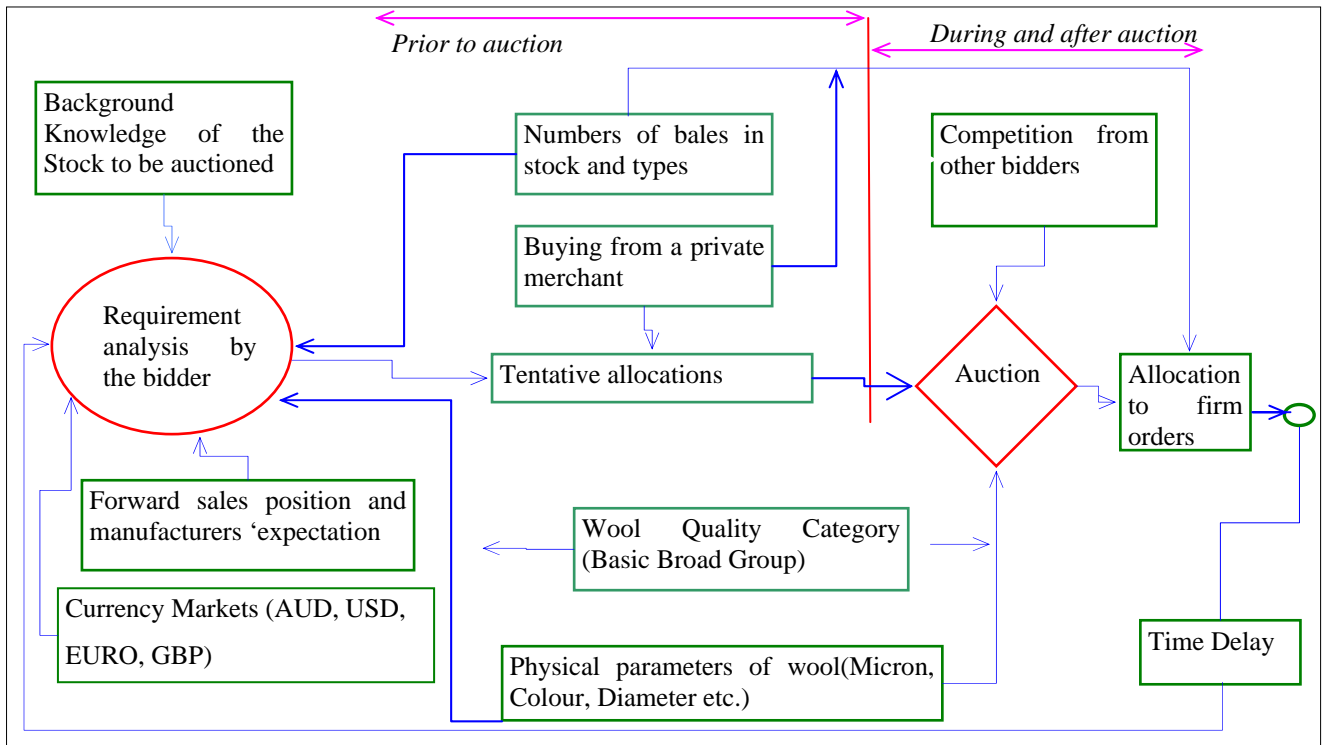 Prior to auction
During and after auction
Background
Knowledge of the
Stock to be auctioned
Numbers of bales in
stock and types
Competition from
other bidders
Buying from a private
merchant
Requirement
analysis by
the bidder
Tentative allocations
Auction
Allocation
to firm
orders
Forward sales position and
manufacturers ‘expectation
Wool Quality Category
(Basic Broad Group)
Currency Markets (AUD, USD,
EURO, GBP)
Physical parameters of wool(Micron,
Colour, Diameter etc.)
Time Delay